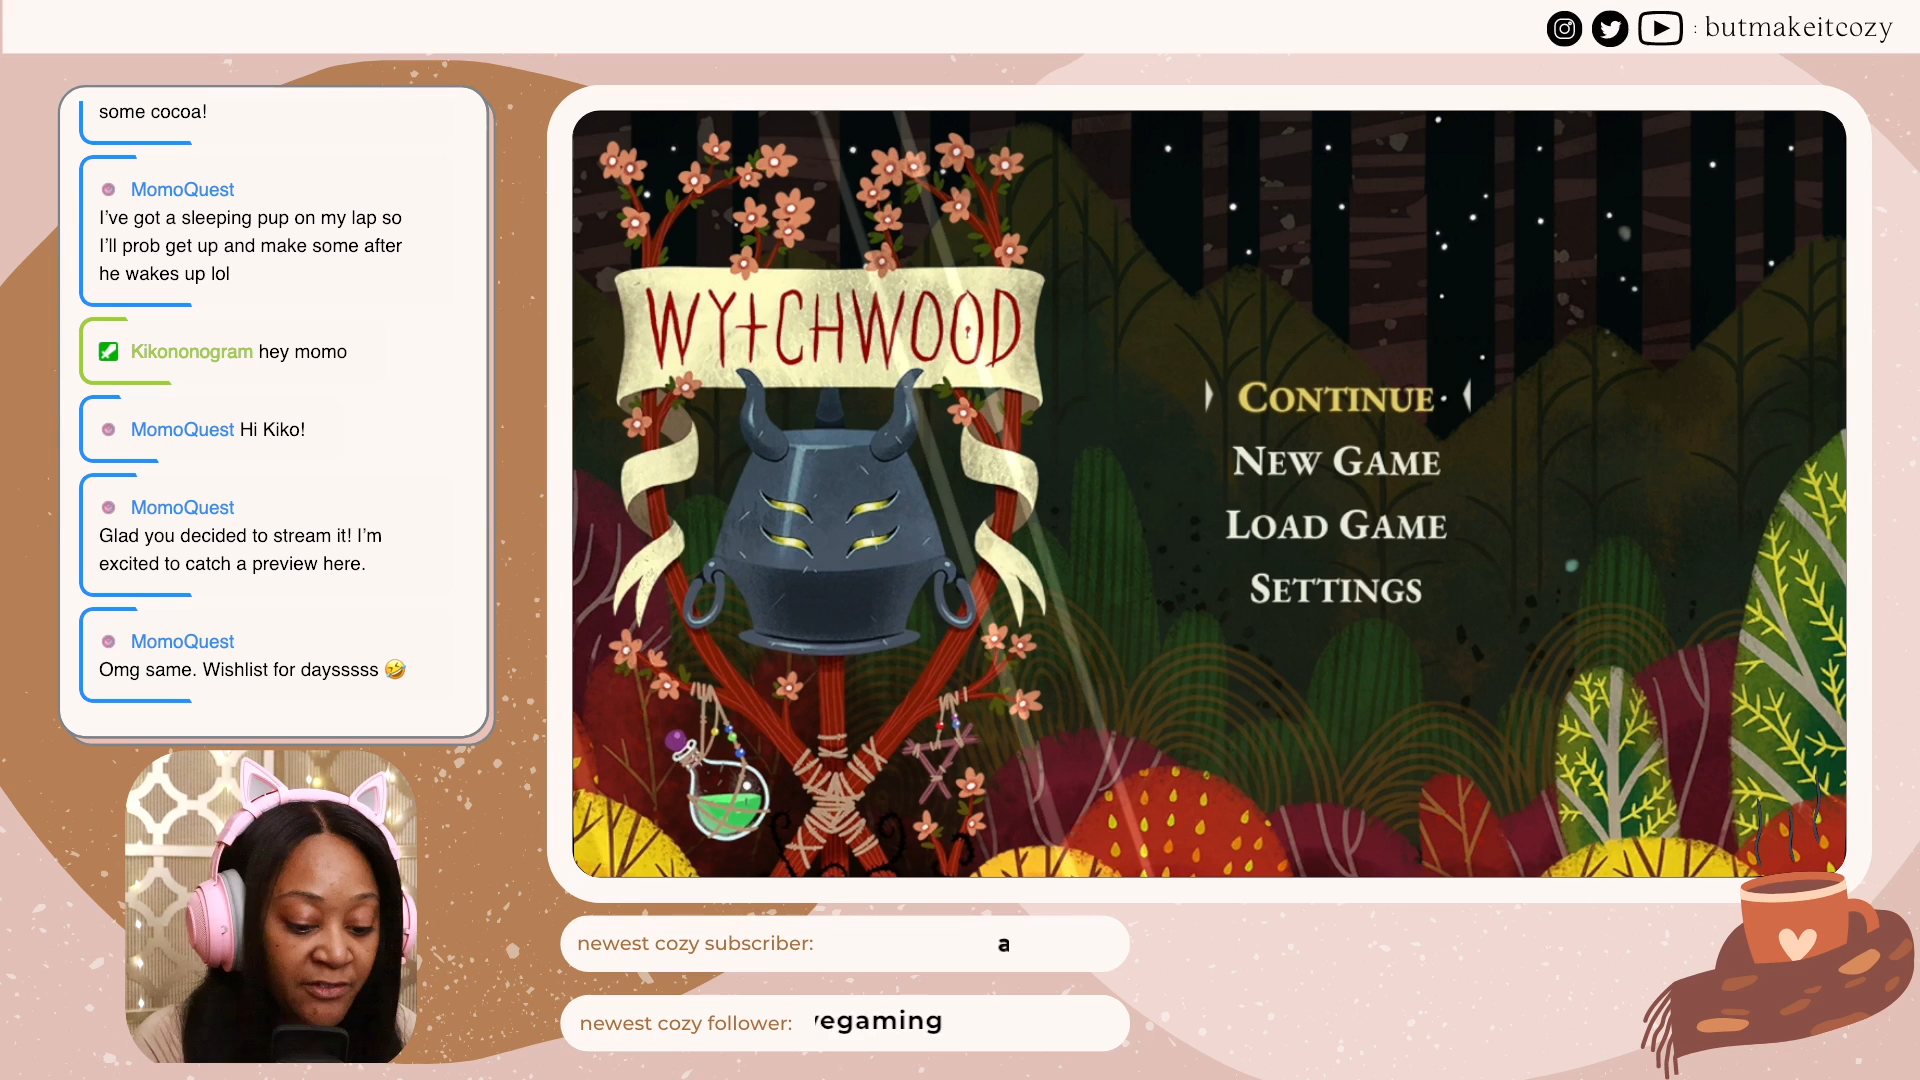 : butmakeitcozy
some cocoa!
MomoQuest
I've got a sleeping pup on my lap so
I'll prob get up and make some after
he wakes up lol
Kikononogram hey momo
MomoQuest Hi Kiko!
MomoQuest
Glad you decided to stream it! I'm
excited to catch a preview here.
MomoQuest
Omg same. Wishlist for daysssss 🤣
WYTCHWOOD
CONTINUE
NEW GAME
LOAD GAME
SETTINGS
newest cozy subscriber: a
newest cozy follower: egaming